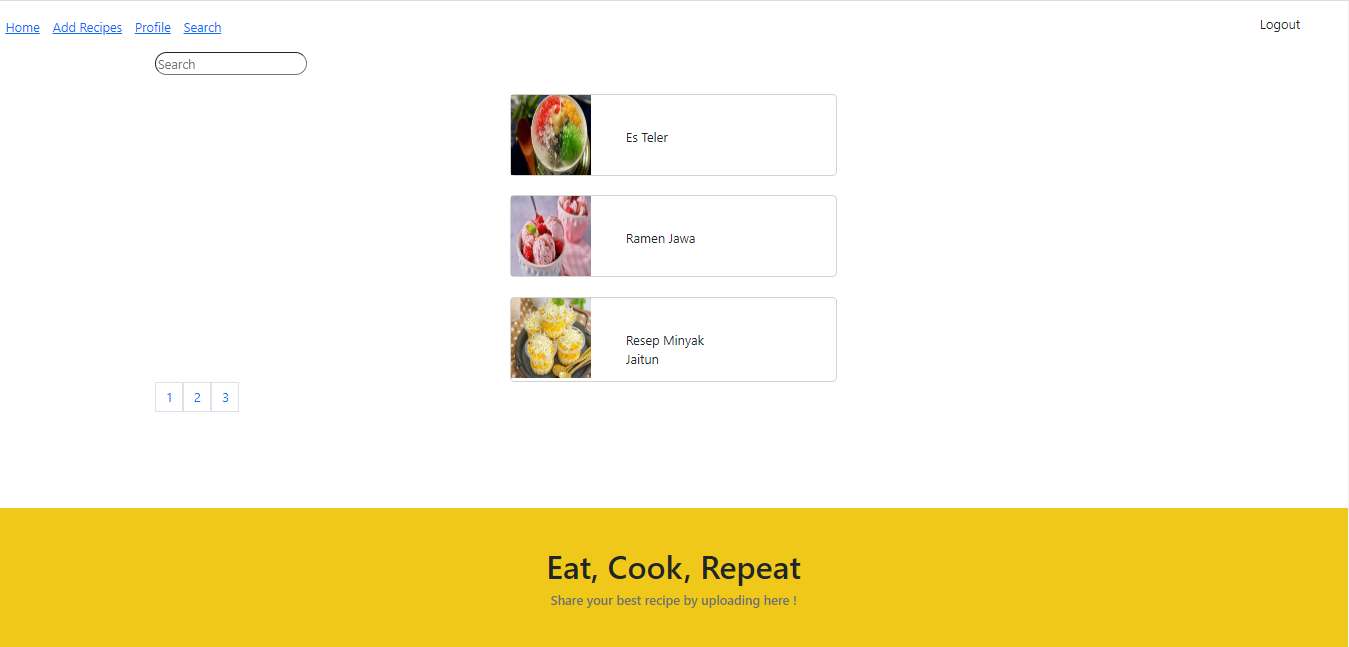 Home Add Recipes Profile Search Logout
Search
Es Teler
Ramen Jawa
Resep Minyak
Jaitun
1 2 3
Eat, Cook, Repeat
Share your best recipe by uploading here !